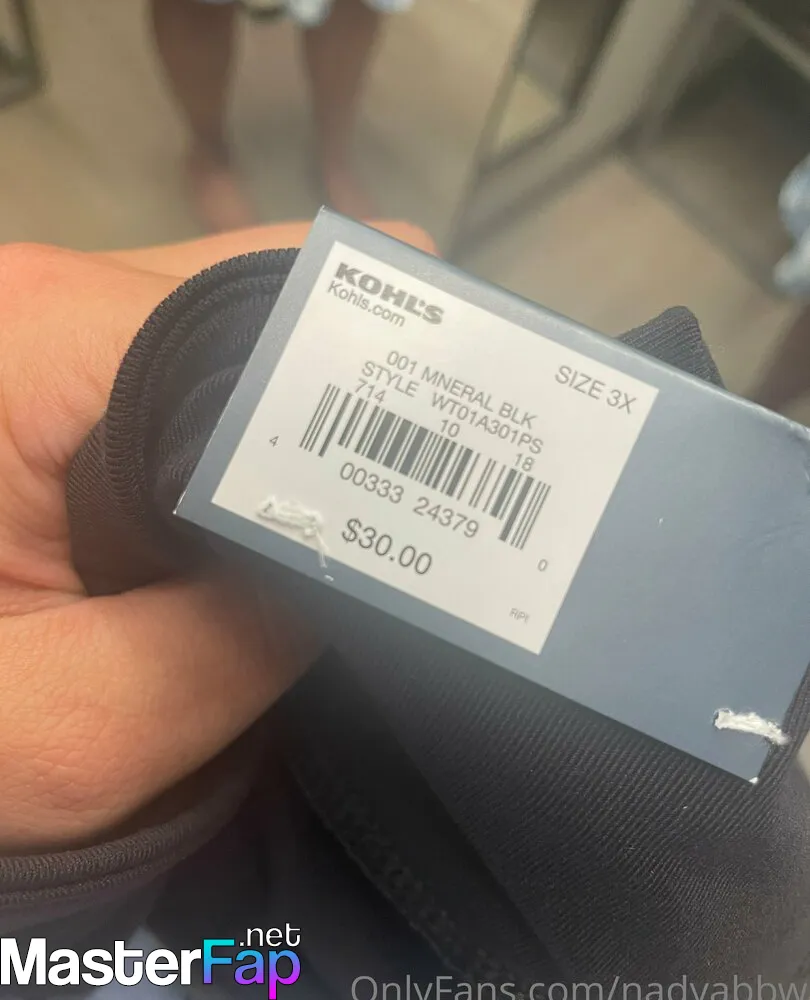 KOHL'S
Kohls.com
SIZE 3X
001 MNERAL BLK
STYLE WT01A301PS
714 10 18
4 00333 24379 0
$30.00
MasterFap.net
OnlyFans.com/nadyabbw